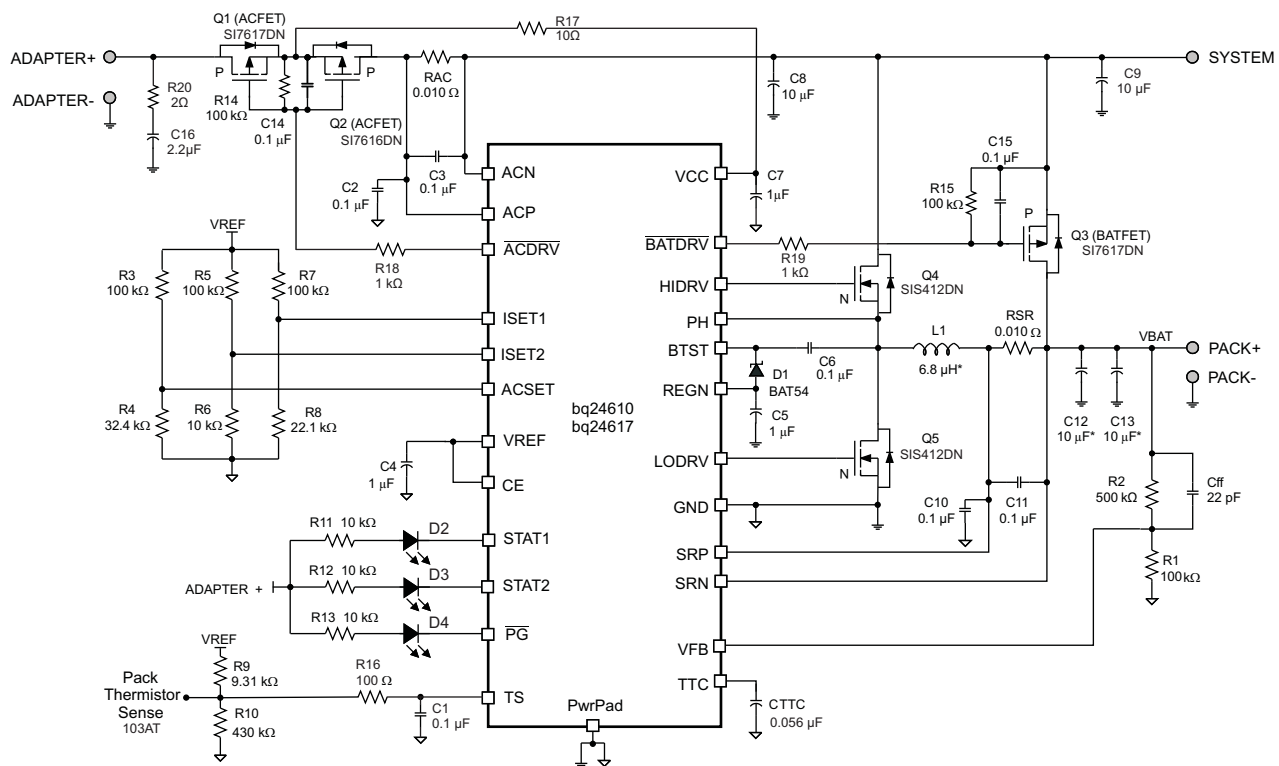 Q1 (ACFET)
SI7617DN
R17
10Ω
ADAPTER+
P
P
RAC
0.010 Ω
SYSTEM
ADAPTER-
R20
2Ω
R14
100 kΩ
C14
0.1 µF
Q2 (ACFET)
SI7616DN
C8
10 µF
C9
10 µF
C16
2.2µF
C15
0.1 µF
ACN
VCC
C7
1µF
C2
0.1 µF
C3
0.1 µF
R15
100 kΩ
P
ACP
VREF
ACDRV
BATDRV
Q3 (BATFET)
SI7617DN
R18
1 kΩ
R19
1 kΩ
R3
100 kΩ
R5
100 kΩ
R7
100 kΩ
HIDRV
N
Q4
SIS412DN
ISET1
PH
L1
6.8 µH*
RSR
0.010 Ω
VBAT
ISET2
BTST
PACK+
C6
0.1 µF
D1
BAT54
ACSET
REGN
PACK-
R4
32.4 kΩ
R6
10 kΩ
R8
22.1 kΩ
bq24610
bq24617
C5
1 µF
C12
10 µF*
C13
10 µF*
VREF
Q5
SIS412DN
C4
1 µF
LODRV
N
CE
R2
500 kΩ
Cff
22 pF
GND
C10
0.1 µF
C11
0.1 µF
R11 10 kΩ
D2
STAT1
SRP
R12 10 kΩ
D3
ADAPTER +
STAT2
SRN
R1
100kΩ
R13 10 kΩ
D4
PG
VREF
VFB
R9
9.31 kΩ
R16
100 Ω
Pack
Thermistor
Sense
103AT
TTC
TS
R10
430 kΩ
C1
0.1 µF
PwrPad
CTTC
0.056 µF